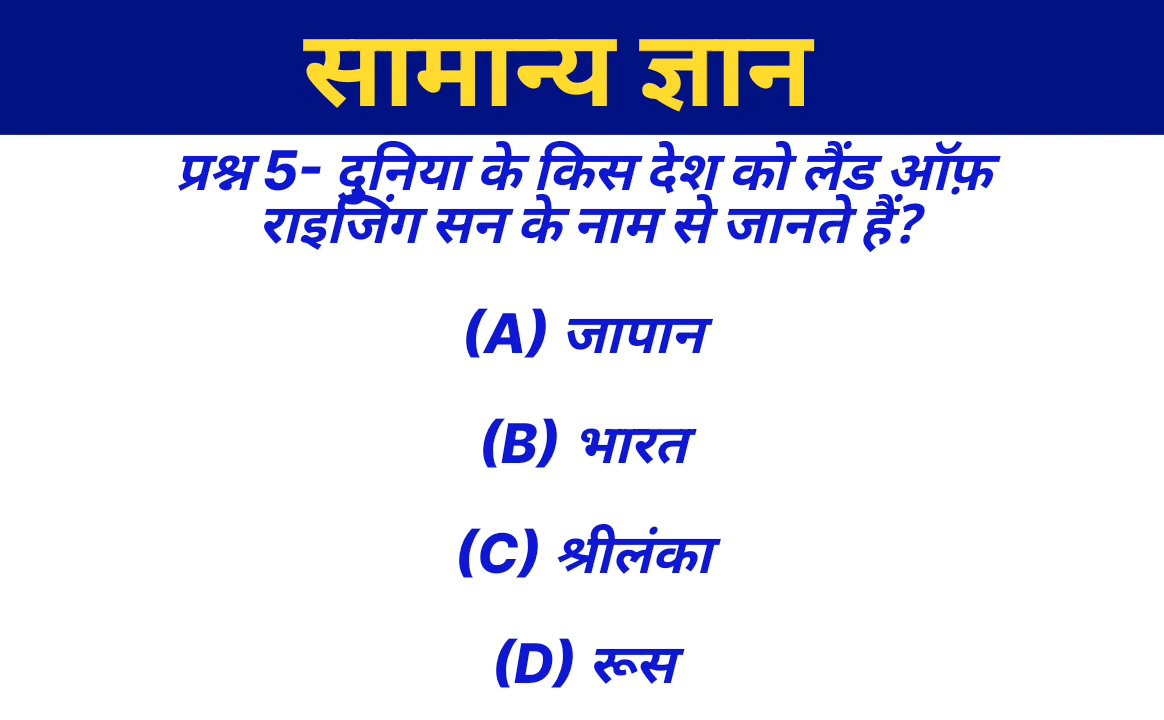 सामान्य ज्ञान
प्रश्न 5- दुनिया के किस देश को लैंड ऑफ़
राइजिंग सन के नाम से जानते हैं?
(A) जापान
(B) भारत
(C) श्रीलंका
(D) रूस